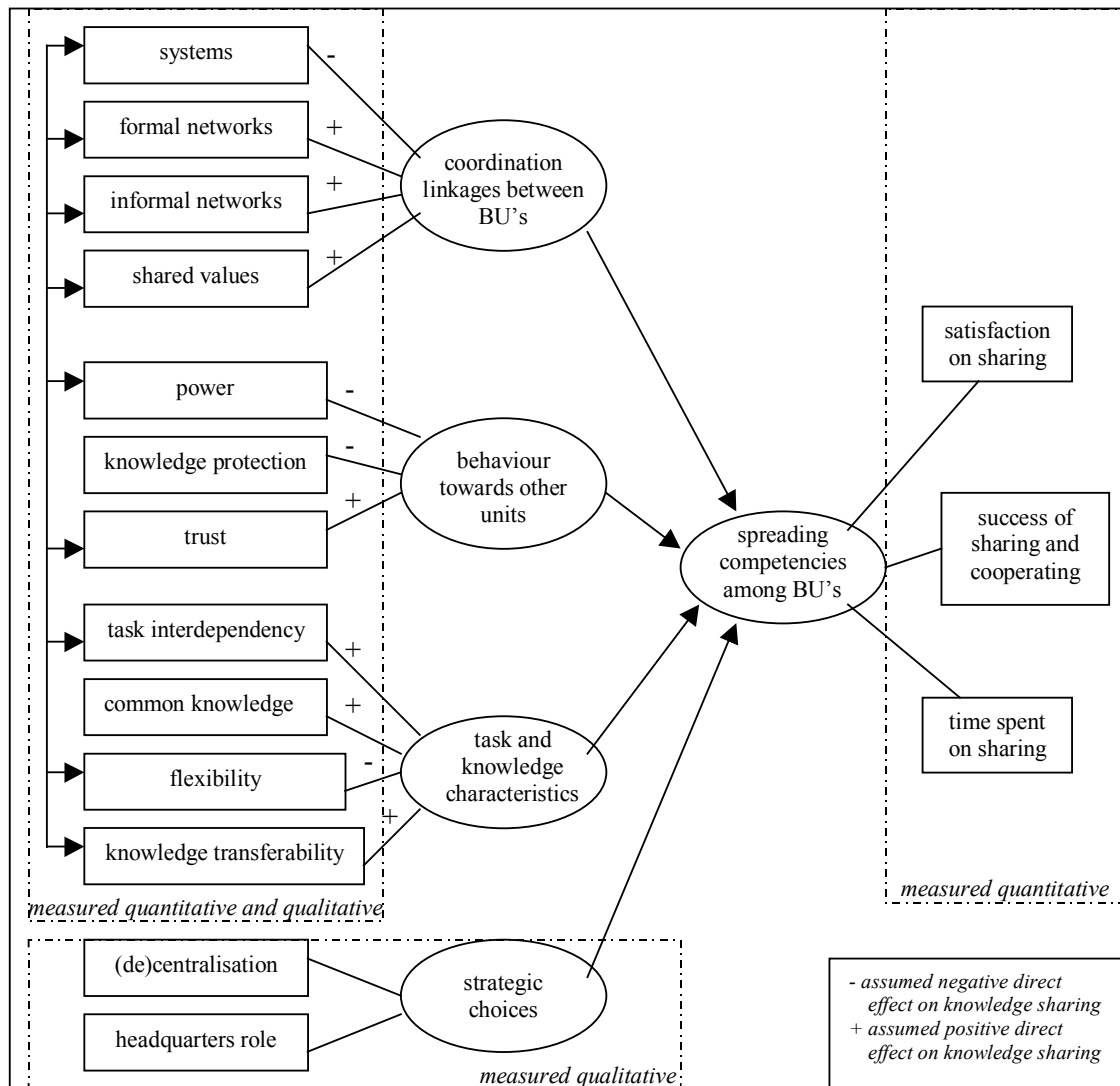 systems
-
formal networks
+
informal networks
+
shared values
+
coordination
linkages between
BU's
power
-
knowledge protection
-
trust
+
behaviour
towards other
units
task interdependency
+
common knowledge
+
flexibility
-
knowledge transferability
+
task and
knowledge
characteristics
measured quantitative and qualitative
(de)centralisation
headquarters role
strategic
choices
measured qualitative
spreading
competencies
among BU's
satisfaction
on sharing
success of
sharing and
cooperating
time spent
on sharing
measured quantitative
- assumed negative direct
effect on knowledge sharing
+ assumed positive direct
effect on knowledge sharing